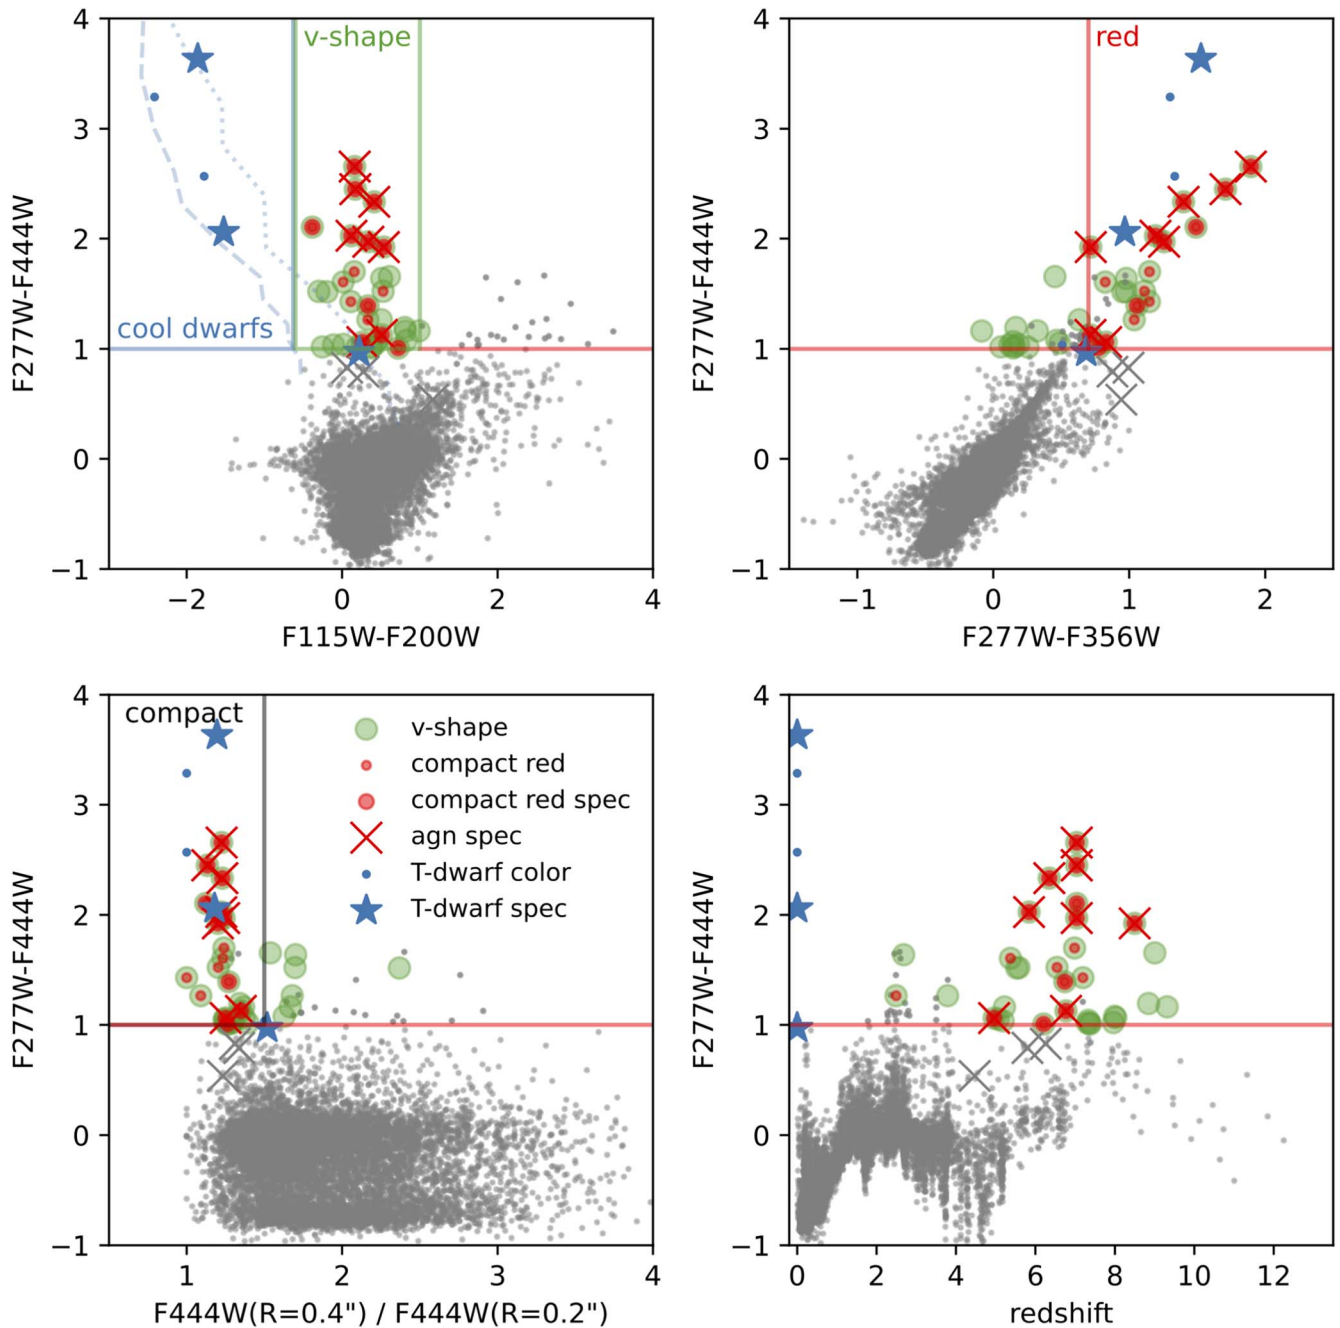 4
v-shape
3
2
cool dwarfs
1
0
−1
−2
0
2
4
F115W-F200W
F277W-F444W
4
red
3
2
1
0
−1
−1
0
1
2
F277W-F356W
F277W-F444W
4
compact
v-shape
compact red
3
compact red spec
agn spec
T-dwarf color
2
T-dwarf spec
1
0
−1
1
2
3
4
F444W(R=0.4") / F444W(R=0.2")
F277W-F444W
4
3
2
1
0
−1
0
2
4
6
8
10
12
redshift
F277W-F444W